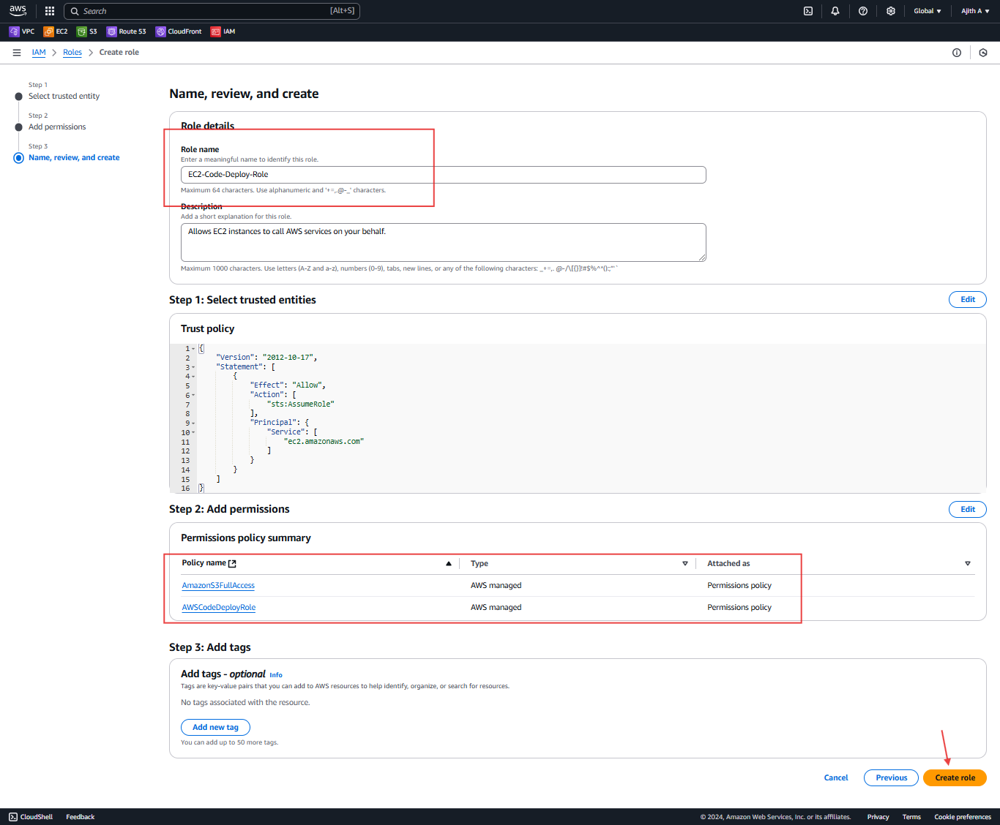 aws
Search
[Alt+S]
Global ▼
Ajith A ▼
VPC
EC2
S3
Route 53
CloudFront
IAM
IAM > Roles > Create role
Step 1
Select trusted entity
Step 2
Add permissions
Step 3
Name, review, and create
Name, review, and create
Role details
Role name
Enter a meaningful name to identify this role.
EC2-Code-Deploy-Role
Maximum 64 characters. Use alphanumeric and '+=,.@-_' characters.
Description
Add a short explanation for this role.
Allows EC2 instances to call AWS services on your behalf.
Maximum 1000 characters. Use letters (A-Z and a-z), numbers (0-9), tabs, new lines, or any of the following characters: _+=,. @-/\[{}]!#$%^*();:"'`
Step 1: Select trusted entities
Edit
Trust policy
1 {
2 "Version": "2012-10-17",
3 "Statement": [
4 {
5 "Effect": "Allow",
6 "Action": [
7 "sts:AssumeRole"
8 ],
9 "Principal": {
10 "Service": [
11 "ec2.amazonaws.com"
12 ]
13 }
14 }
15 ]
16 }
Step 2: Add permissions
Edit
Permissions policy summary
Policy name
Type
Attached as
AmazonS3FullAccess
AWS managed
Permissions policy
AWSCodeDeployRole
AWS managed
Permissions policy
Step 3: Add tags
Add tags - optional Info
Tags are key-value pairs that you can add to AWS resources to help identify, organize, or search for resources.
No tags associated with the resource.
Add new tag
You can add up to 50 more tags.
Cancel
Previous
Create role
CloudShell
Feedback
© 2024, Amazon Web Services, Inc. or its affiliates.
Privacy
Terms
Cookie preferences